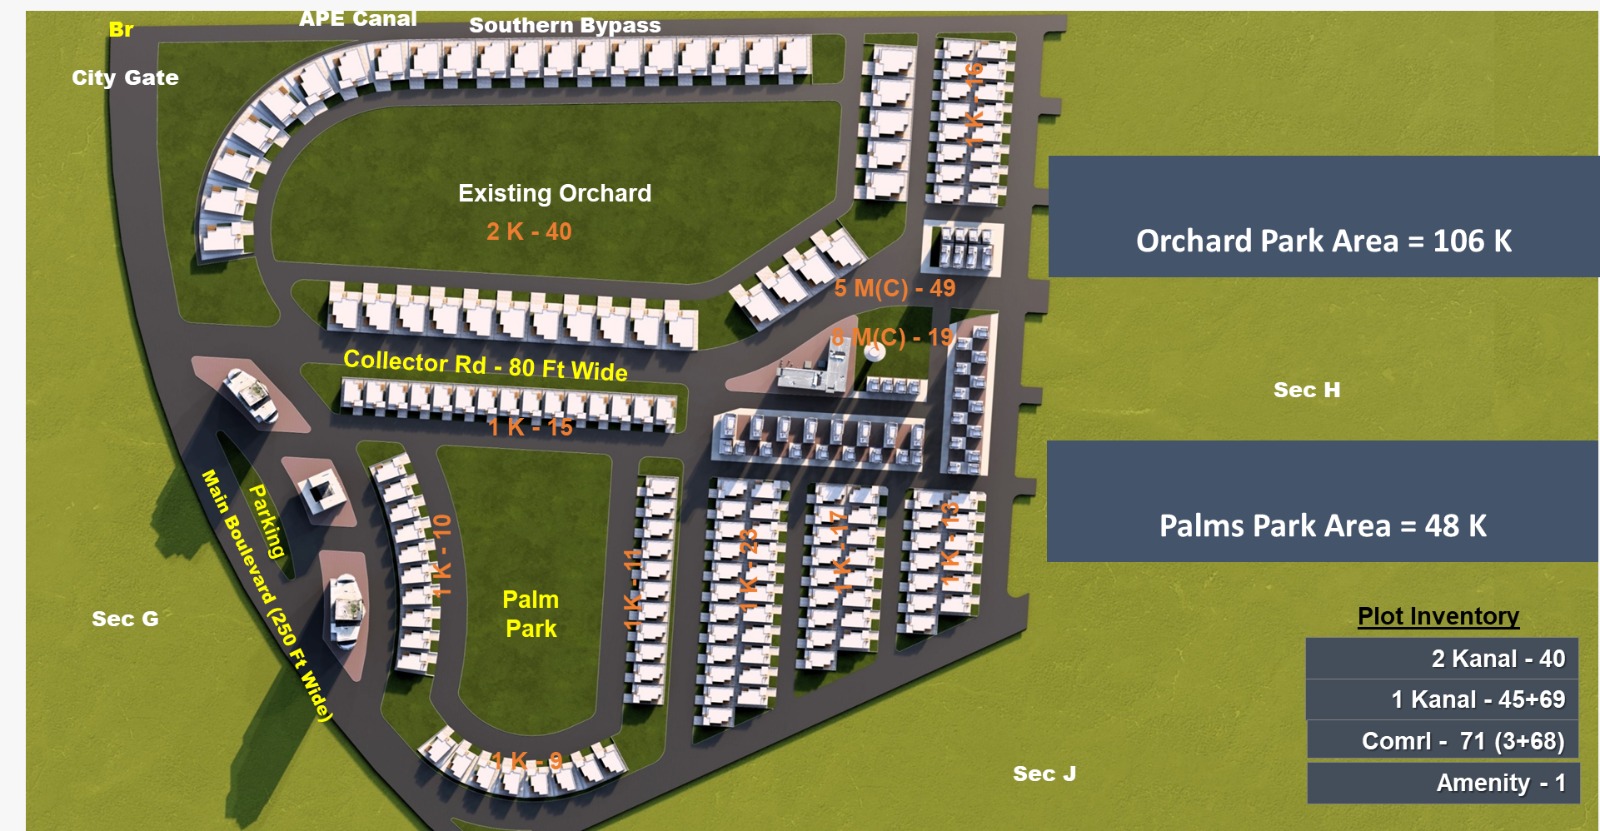 Br
APE Canal
Southern Bypass
City Gate
1 K - 16
Existing Orchard
2 K - 40
Orchard Park Area = 106 K
5 M(C) - 49
8 M(C) - 19
Collector Rd - 80 Ft Wide
Sec H
1 K - 15
Main Boulevard (250 Ft Wide)
Parking
1 K - 10
Palm
Park
1K - 11
1 K - 23
1 K - 17
1 K - 13
Palms Park Area = 48 K
Sec G
1 K - 9
Sec J
Plot Inventory
2 Kanal - 40
1 Kanal - 45+69
Comrl - 71 (3+68)
Amenity - 1